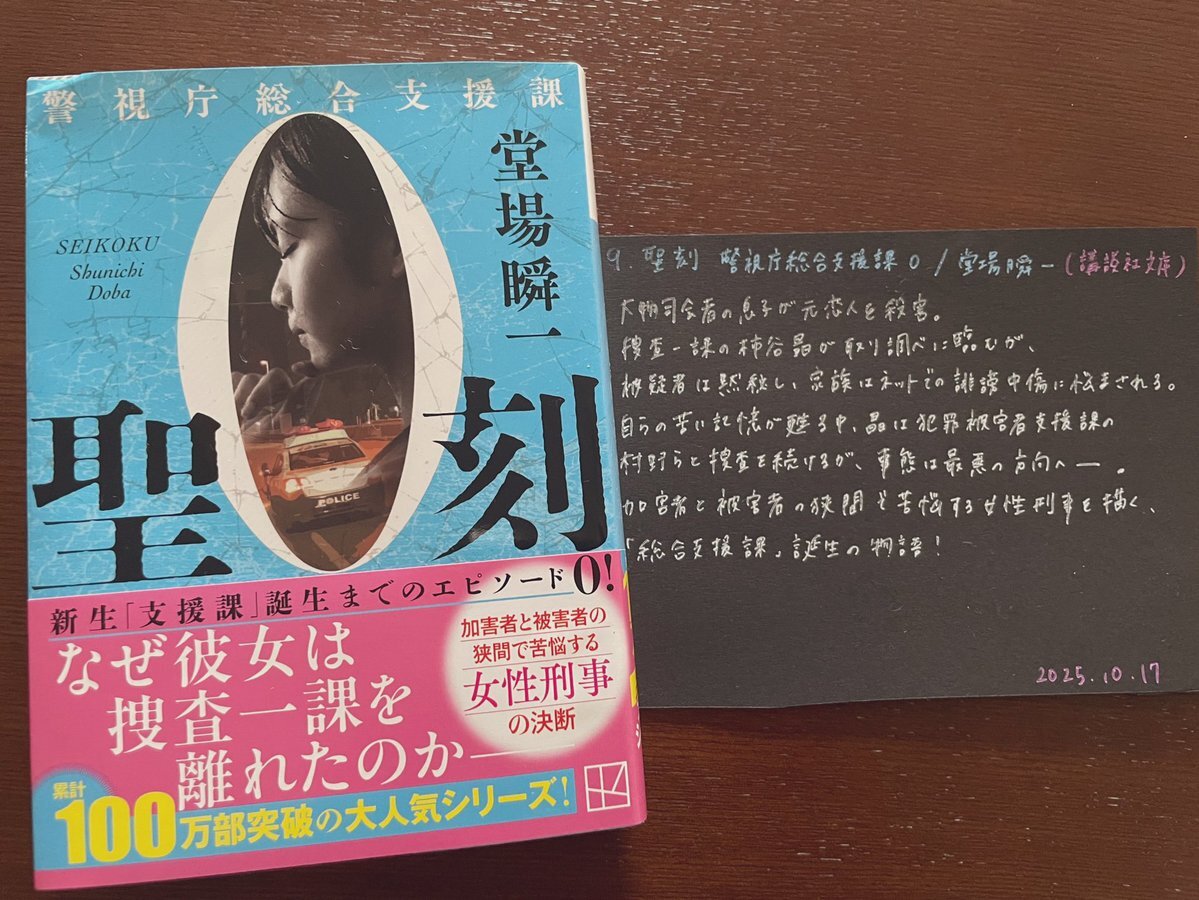 警視庁総合支援課
堂場瞬一
SEIKOKU
Shunichi
Doba
聖刻
POLICE
新生「支援課」誕生までのエピソード0!
なぜ彼女は
捜査一課を
離れたのか――
加害者と被害者の
狭間で苦悩する
女性刑事
の決断
累計
100万部突破の大人気シリーズ!
9. 聖刻 警視庁総合支援課0/堂場瞬一(講談社文庫)
大物司会者の息子が元恋人を殺害。
捜査一課の柿谷晶が取り調べに臨むが、
被疑者は黙秘し、家族はネットでの誹謗中傷に悩まされる。
自らの苦い記憶が甦る中、晶は犯罪被害者支援課の
村野らと捜査を続けるが、事態は最悪の方向へ―。
加害者と被害者の狭間で苦悩する女性刑事を描く、
「総合支援課」誕生の物語!
2025.10.17